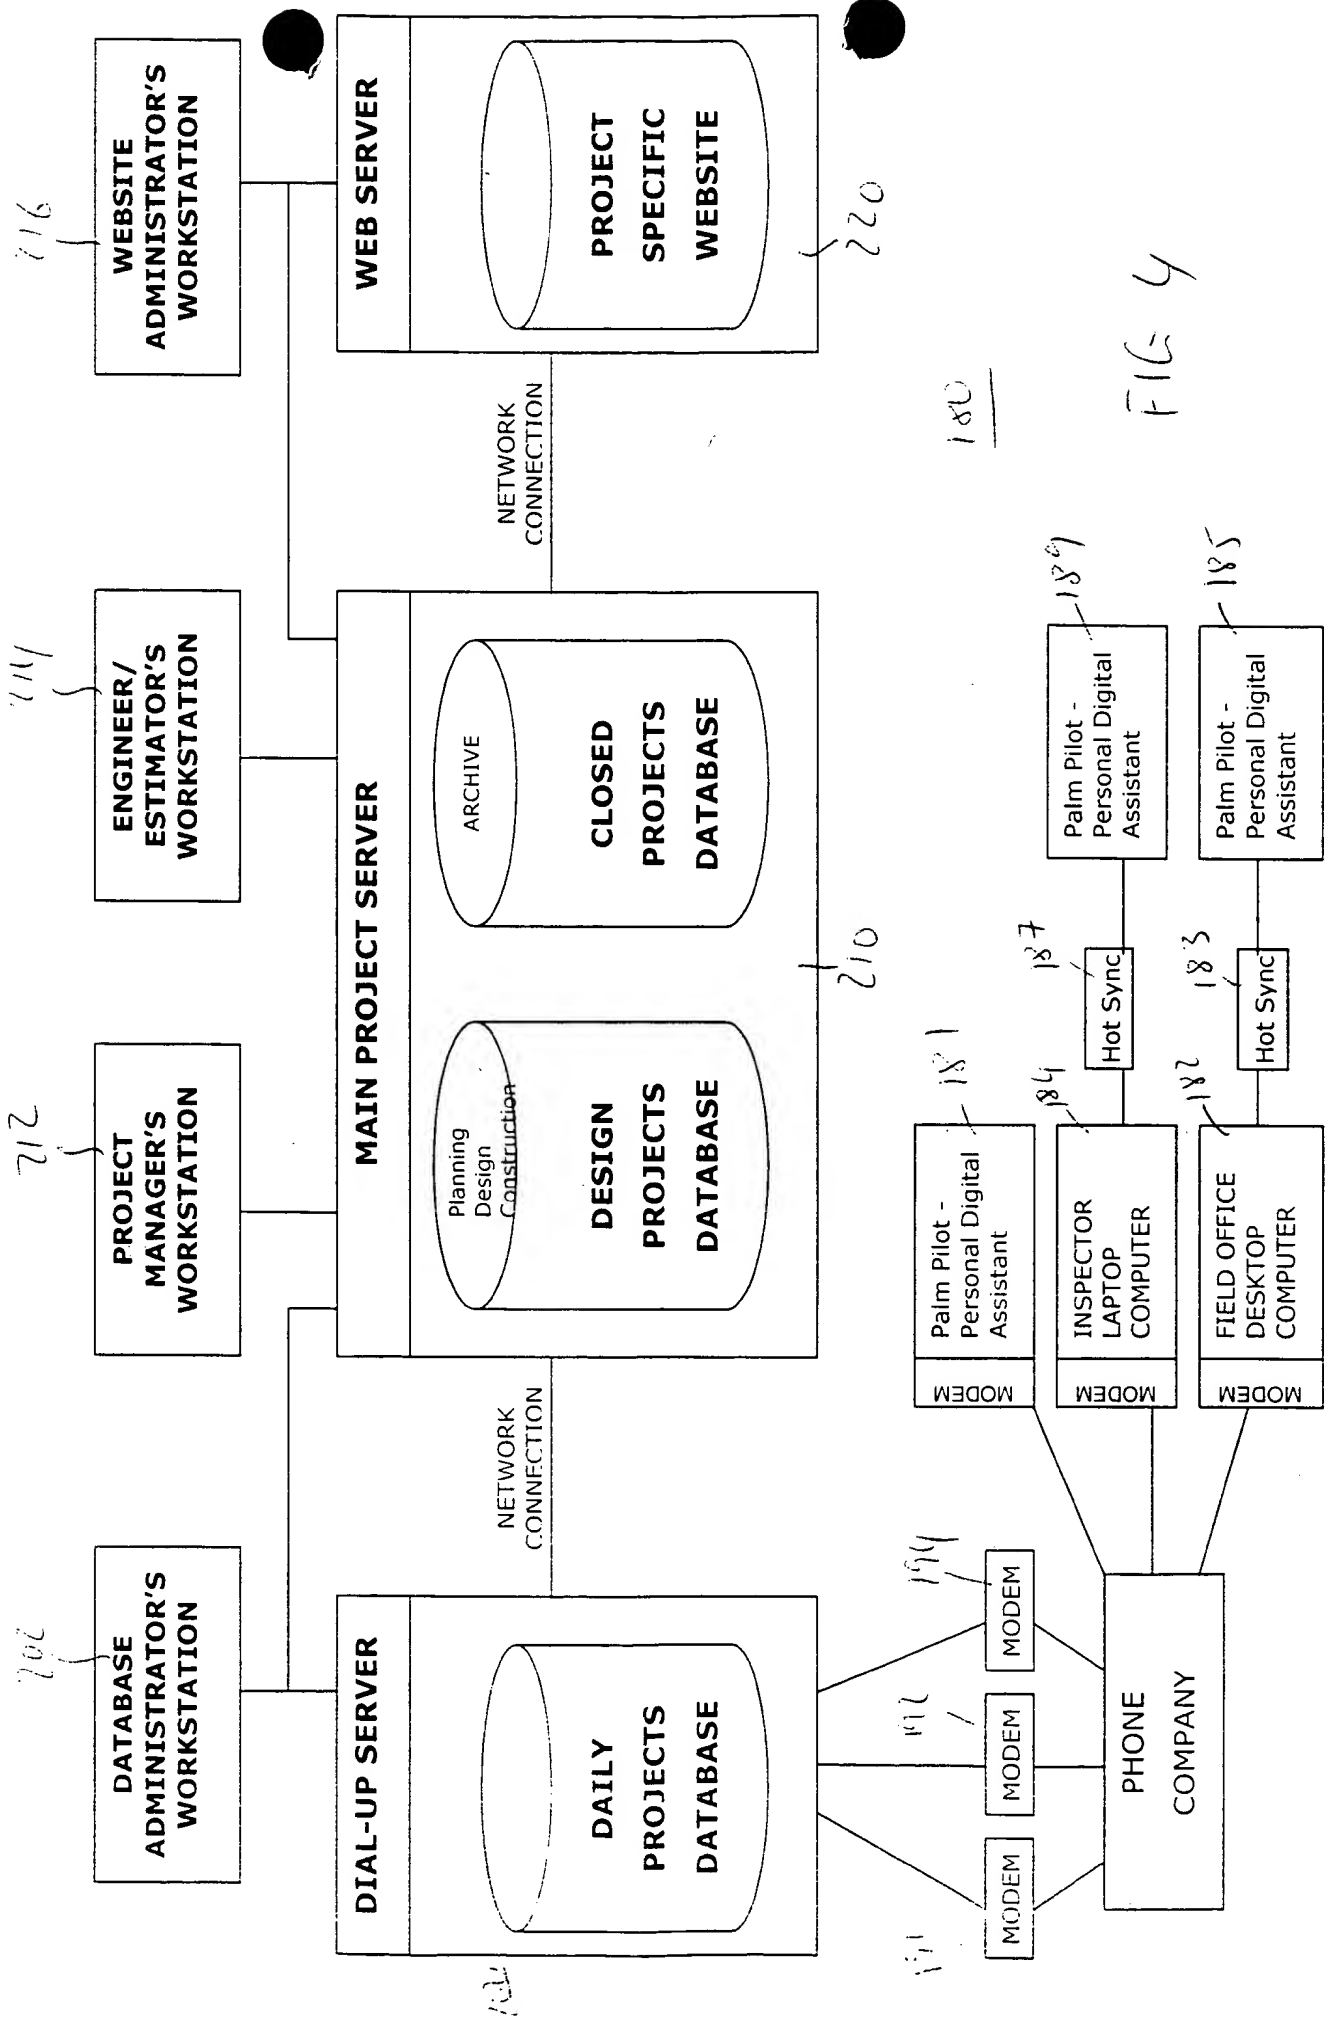 216
214
212
WEBSITE
ADMINISTRATOR'S
WORKSTATION
ENGINEER/
ESTIMATOR'S
WORKSTATION
PROJECT
MANAGER'S
WORKSTATION
DATABASE
ADMINISTRATOR'S
WORKSTATION
DIAL-UP SERVER
DAILY
PROJECTS
DATABASE
NETWORK
CONNECTION
MAIN PROJECT SERVER
Planning
Design
Construction
DESIGN
PROJECTS
DATABASE
ARCHIVE
CLOSED
PROJECTS
DATABASE
210
NETWORK
CONNECTION
WEB SERVER
PROJECT
SPECIFIC
WEBSITE
220
194
192
MODEM
MODEM
MODEM
PHONE
COMPANY
MODEM
Palm Pilot -
Personal Digital
Assistant
181
MODEM
INSPECTOR
LAPTOP
COMPUTER
184
Hot Sync
187
Palm Pilot -
Personal Digital
Assistant
189
MODEM
FIELD OFFICE
DESKTOP
COMPUTER
182
Hot Sync
183
Palm Pilot -
Personal Digital
Assistant
185
180
FIG 4